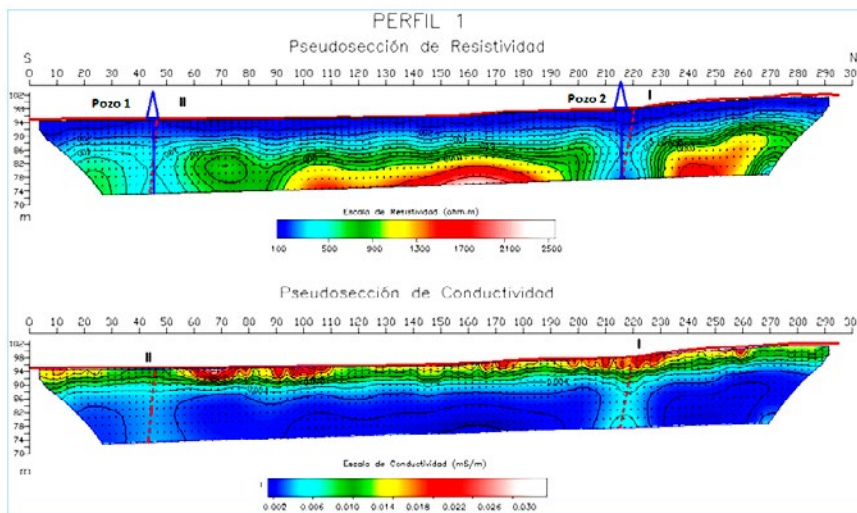 PERFIL 1
Pseudosección de Resistividad
S N
0 10 20 30 40 50 60 70 80 90 100 110 120 130 140 150 160 170 180 190 200 210 220 230 240 250 260 270 280 290 300
Pozo 1 II Pozo 2 I
102
98
94
90
86
82
78
74
70
m
Escala de Resistividad (ohm.m)
100 500 900 1300 1700 2100 2500
Pseudosección de Conductividad
0 10 20 30 40 50 60 70 80 90 100 110 120 130 140 150 160 170 180 190 200 210 220 230 240 250 260 270 280 290 300
II I
102
98
94
90
86
82
78
74
70
m
0.004
Escala de Conductividad (mS/m)
0.002 0.006 0.010 0.014 0.018 0.022 0.026 0.030